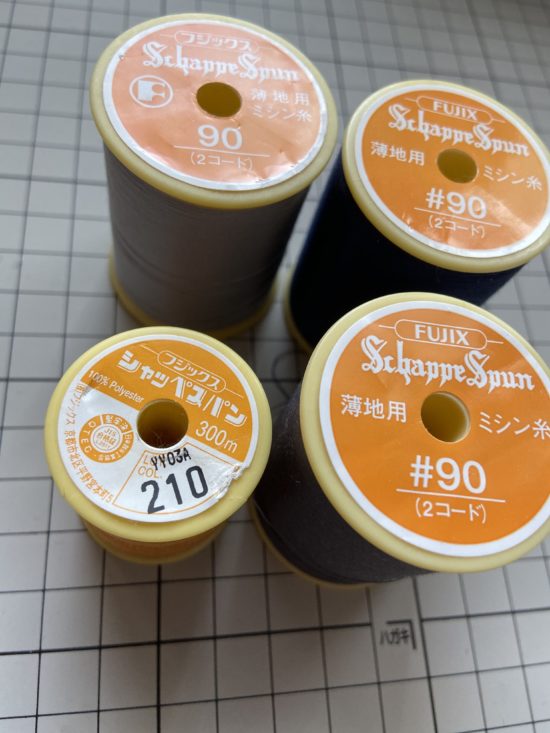 フジックス
Schappe Spun
薄地用
ミシン糸
90
(2コード)
FUJIX
Schappe Spun
薄地用
ミシン糸
#90
(2コード)
フジックス
シャッペスパン
100% Polyester
300m
YY03A
COL.
210
FUJIX
Schappe Spun
薄地用
ミシン糸
#90
(2コード)
ハガキ